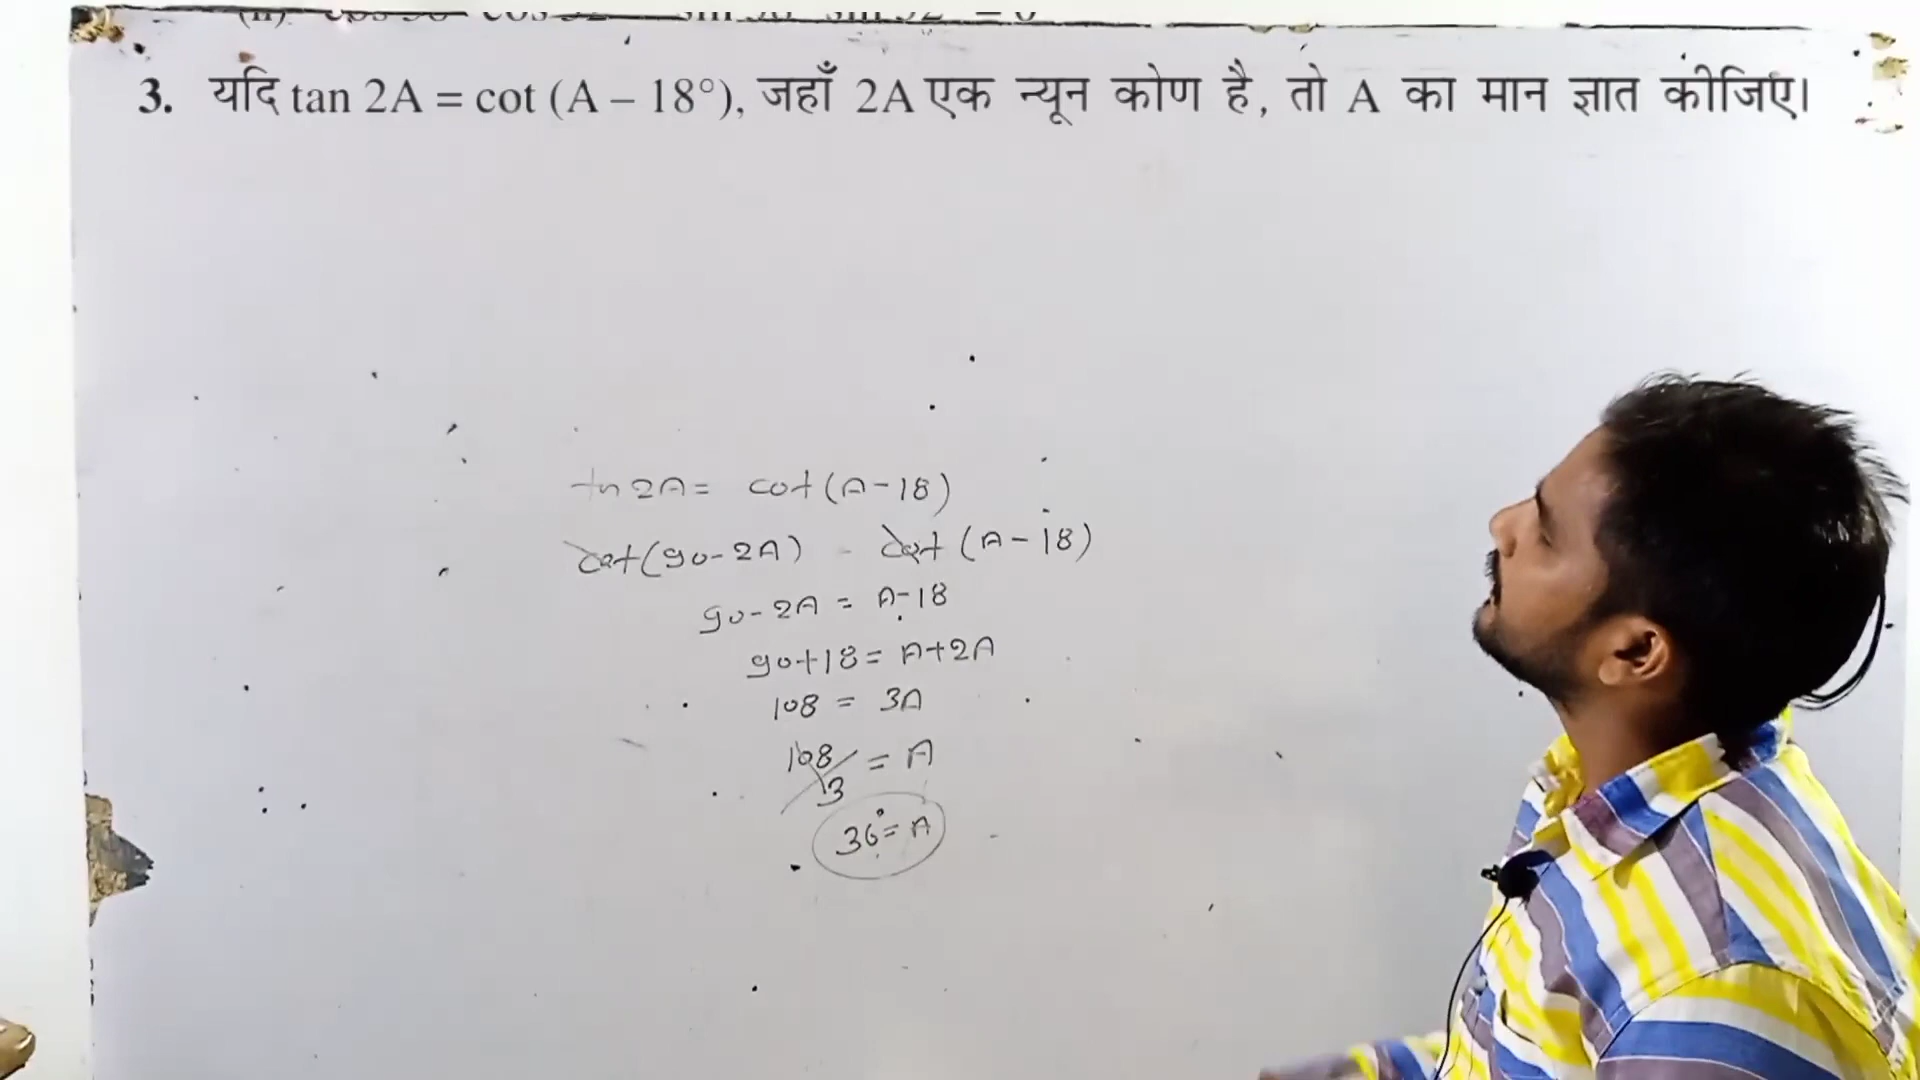 3. यदि tan 2A = cot (A – 18°), जहाँ 2A एक न्यून कोण है, तो A का मान ज्ञात कीजिए।
tn 2A = cot (A - 18)
cot (90 - 2A) - cot (A - 18)
90 - 2A = A - 18
90 + 18 = A + 2A
108 = 3A
108/3 = A
36° = A